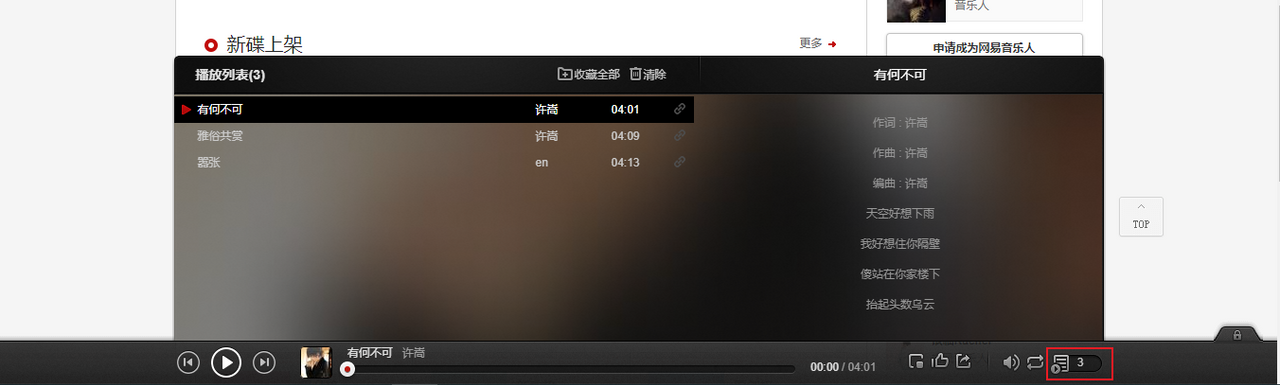 音乐人
新碟上架
更多
申请成为网易音乐人
播放列表(3)
收藏全部
清除
有何不可
有何不可 许嵩 04:01
雅俗共赏 许嵩 04:09
嚣张 en 04:13
作词 : 许嵩
作曲 : 许嵩
编曲 : 许嵩
天空好想下雨
我好想住你隔壁
傻站在你家楼下
抬起头数乌云
TOP
有何不可 许嵩
00:00 / 04:01
3